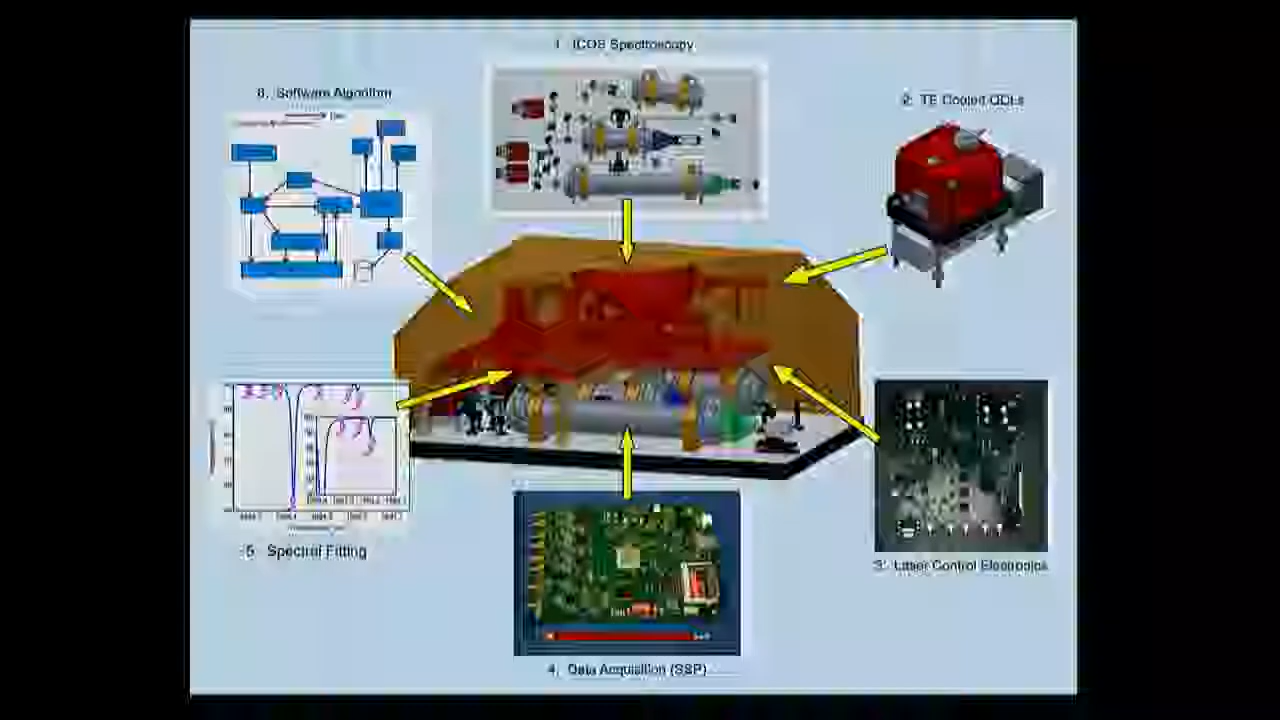 1. ICOS Spectroscopy
6. Software Algorithm
2. TE Cooled QCLs
5. Spectral Fitting
3. Laser Control Electronics
4. Data Acquisition (SSP)